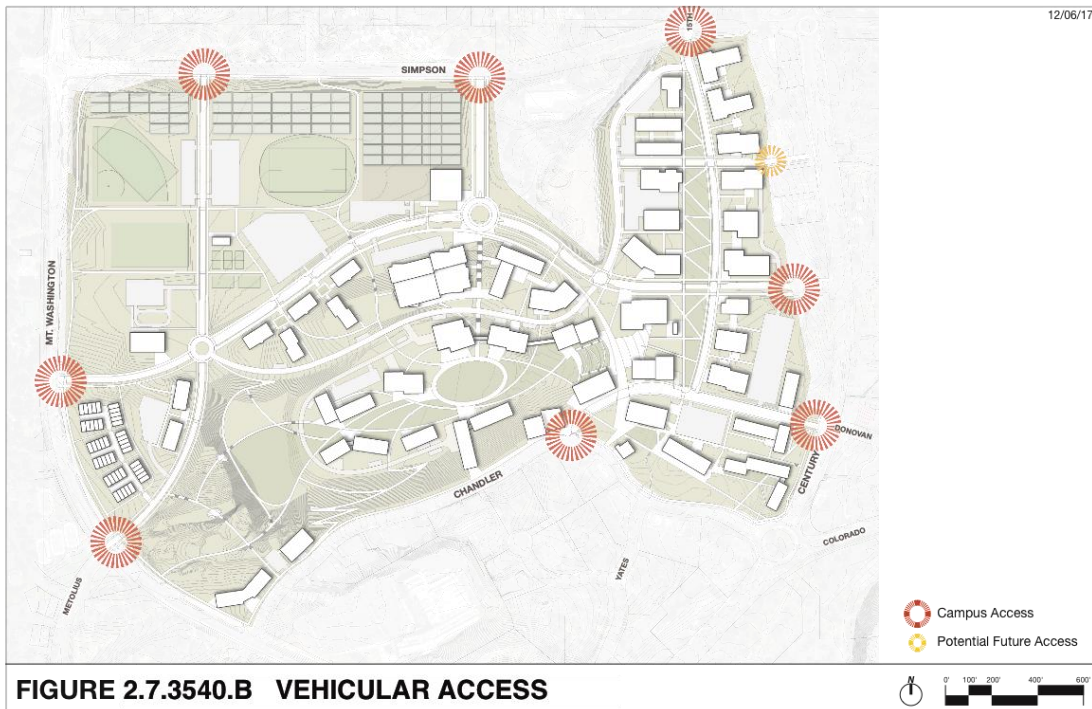 12/06/17
15TH
SIMPSON
MT. WASHINGTON
DONOVAN
CENTURY
CHANDLER
COLORADO
YATES
METOLIUS
Campus Access
Potential Future Access
FIGURE 2.7.3540.B VEHICULAR ACCESS
N
0' 100' 200' 400' 600'